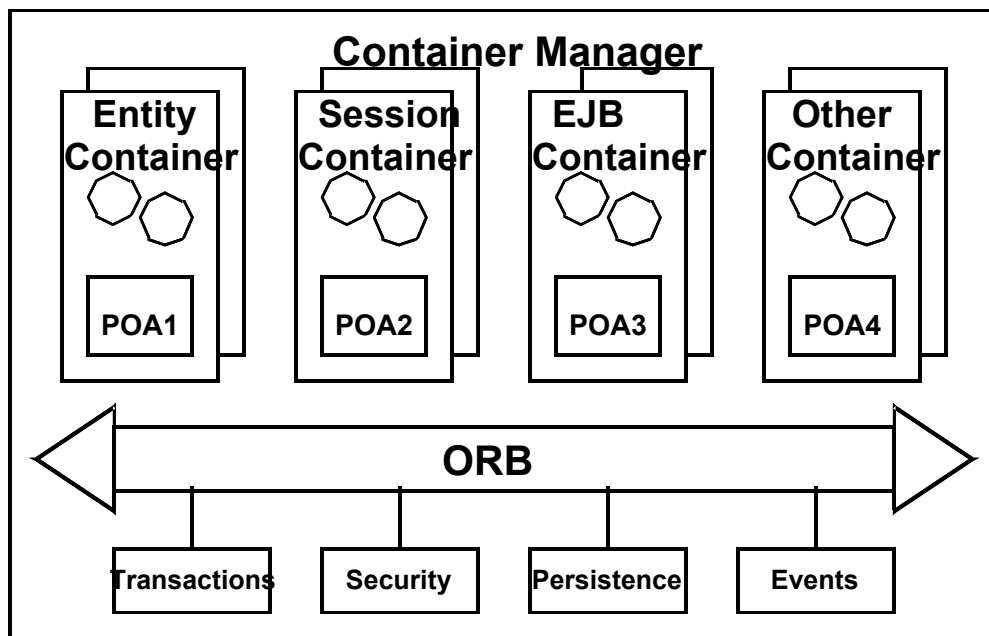 Container Manager
Entity
Container
Session
Container
EJB
Container
Other
Container
POA1
POA2
POA3
POA4
ORB
Transactions
Security
Persistence
Events